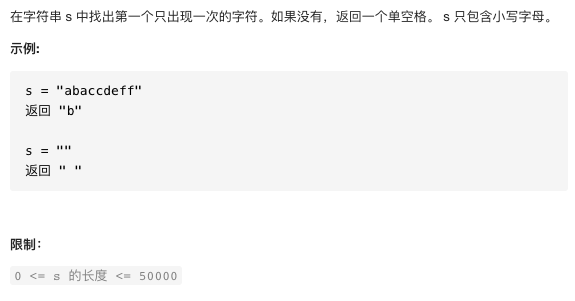 在字符串 s 中找出第一个只出现一次的字符。如果没有，返回一个单空格。 s 只包含小写字母。
示例:
s = "abaccdeff"
返回 "b"
s = ""
返回 " "
限制：
0 <= s 的长度 <= 50000